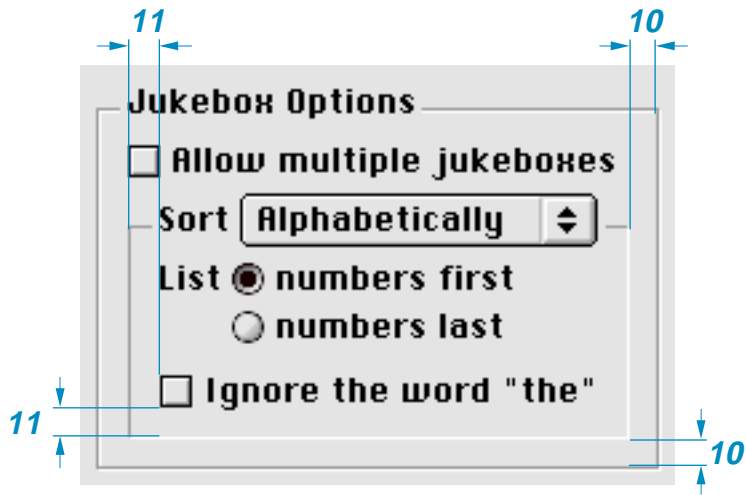 11 10
Jukebox Options
Allow multiple jukeboxes
Sort Alphabetically
List numbers first
numbers last
Ignore the word "the"
11
10